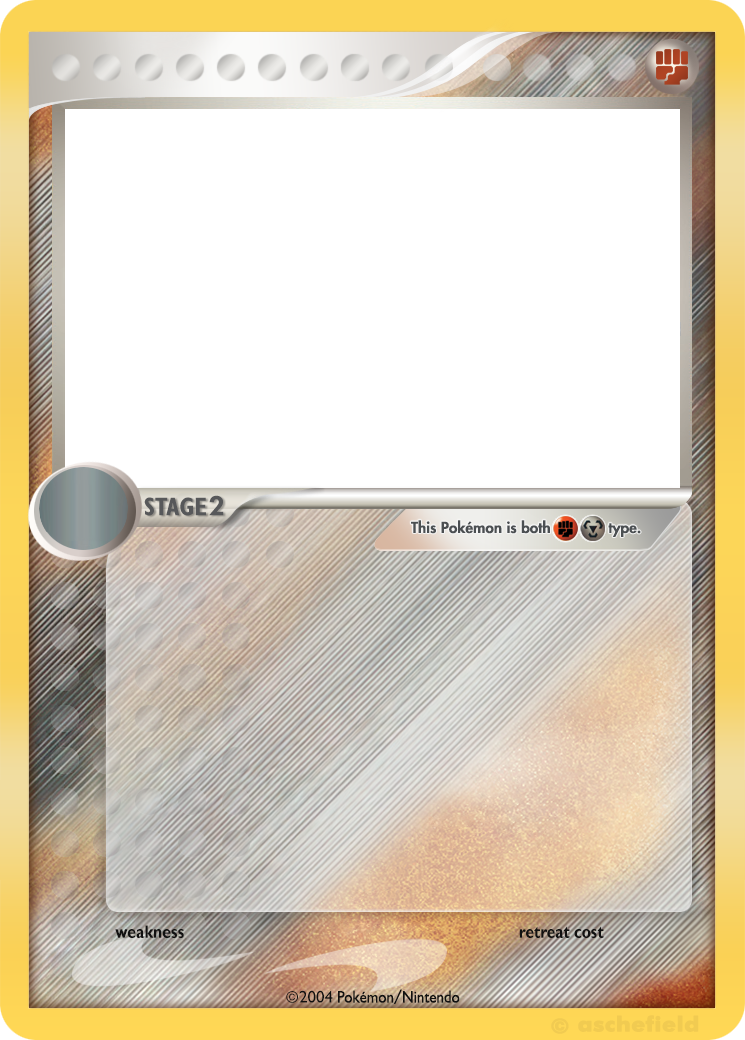 STAGE2
This Pokémon is both type.
weakness
retreat cost
©2004 Pokémon/Nintendo
© aschefield